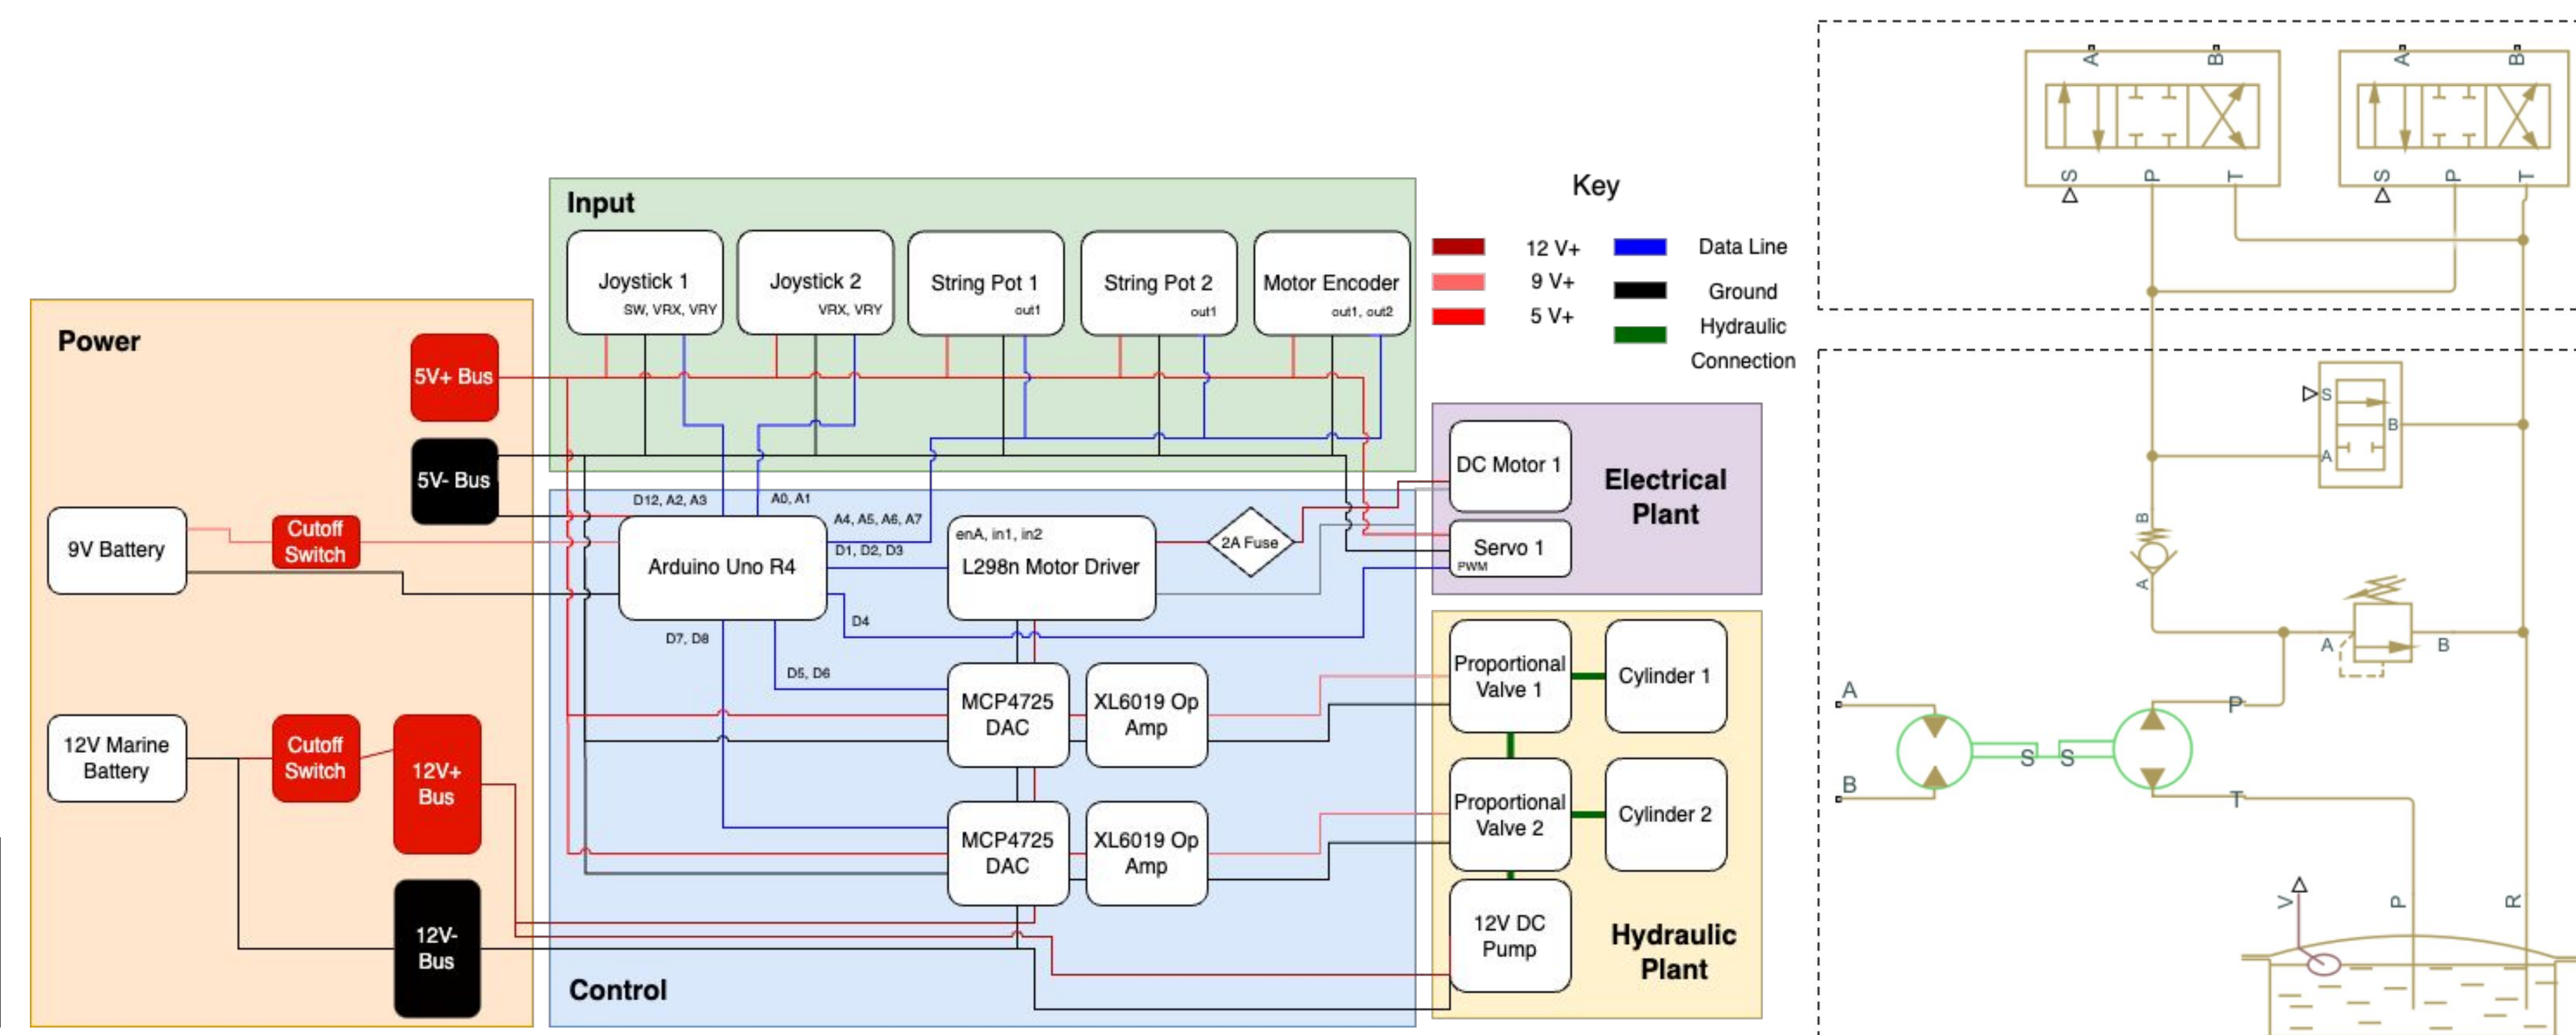 Power
5V+ Bus
5V- Bus
9V Battery
Cutoff
Switch
12V Marine
Battery
Cutoff
Switch
12V+
Bus
12V-
Bus
Input
Joystick 1
SW, VRX, VRY
Joystick 2
VRX, VRY
String Pot 1
out1
String Pot 2
out1
Motor Encoder
out1, out2
D12, A2, A3
A0, A1
A4, A5, A6, A7
D1, D2, D3
Arduino Uno R4
enA, in1, in2
L298n Motor Driver
2A Fuse
D4
D7, D8
D5, D6
MCP4725
DAC
XL6019 Op
Amp
MCP4725
DAC
XL6019 Op
Amp
Control
Key
12 V+
9 V+
5 V+
Data Line
Ground
Hydraulic
Connection
DC Motor 1
Servo 1
PWM
Electrical
Plant
Proportional
Valve 1
Cylinder 1
Proportional
Valve 2
Cylinder 2
12V DC
Pump
Hydraulic
Plant
A
B
A
B
S
P
T
S
P
T
S
B
A
B
A
A
B
A
B
P
S
S
T
V
P
R